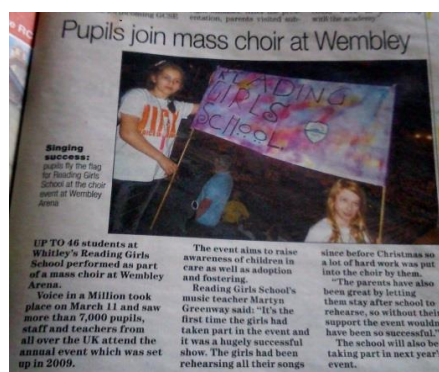 GCSE
rotation, parents visited sub-
with the academy
Pupils join mass choir at Wembley
READING
GIRLS
SCHOOL
Singing
success:
pupils fly the flag
for Reading Girls
School at the choir
event at Wembley
Arena
UP TO 46 students at
Whitley's Reading Girls
School performed as part
of a mass choir at Wembley
Arena.
Voice in a Million took
place on March 11 and saw
more than 7,000 pupils,
staff and teachers from
all over the UK attend the
annual event which was set
up in 2009.
The event aims to raise
awareness of children in
care as well as adoption
and fostering.
Reading Girls School's
music teacher Martyn
Greenway said: "It's the
first time the girls had
taken part in the event and
it was a hugely successful
show. The girls had been
rehearsing all their songs
since before Christmas so
a lot of hard work was put
into the choir by them.
"The parents have also
been great by letting
them stay after school to
rehearse, so without their
support the event wouldn
have been so successful."
The school will also be
taking part in next year'
event.